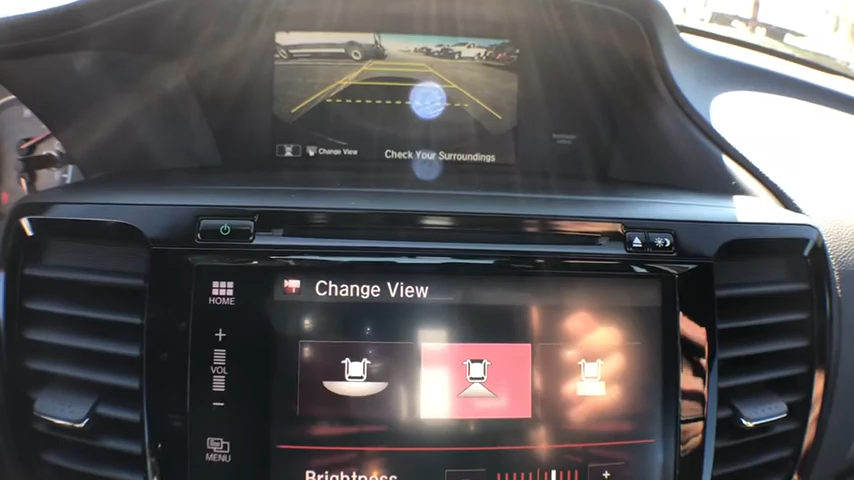 Change View
Check Your Surroundings
Change View
HOME
+
VOL
−
MENU
Brightness
+